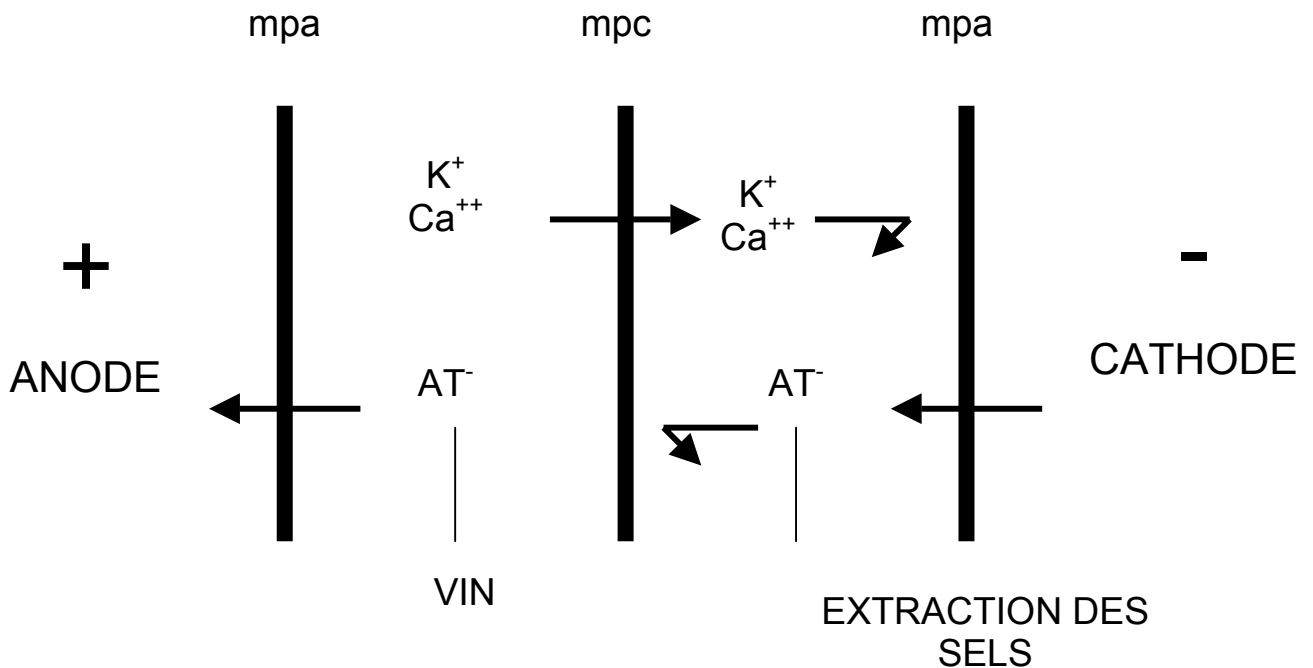 mpa mpc mpa
K⁺ K⁺
Ca⁺⁺ Ca⁺⁺
+ -
ANODE CATHODE
AT⁻ AT⁻
VIN
EXTRACTION DES
SELS